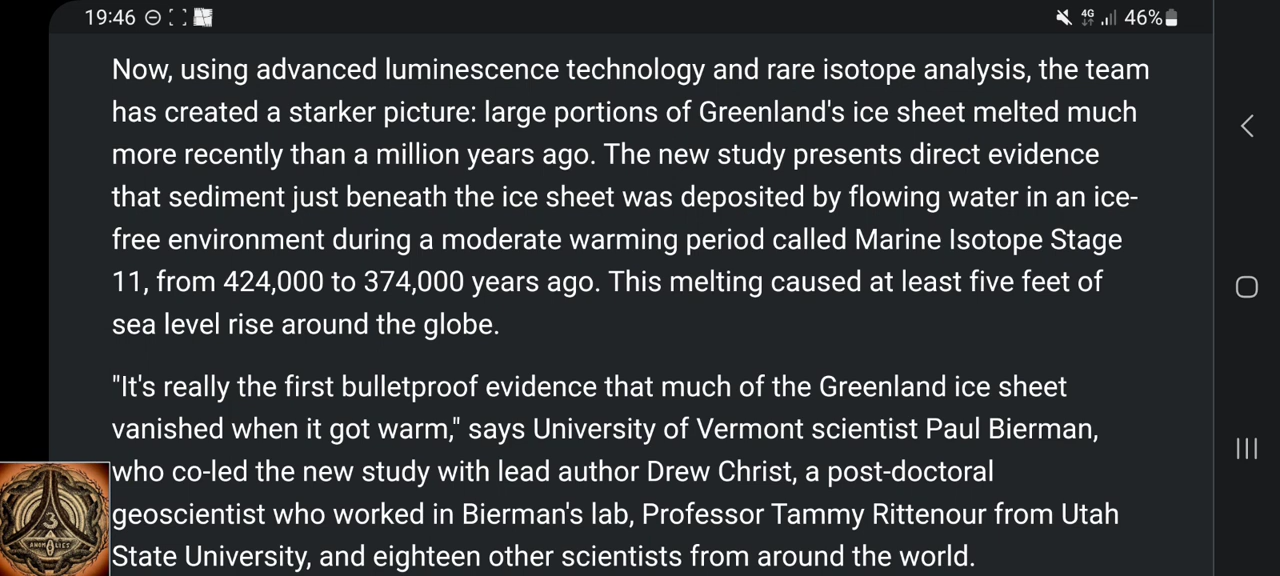 19:46
4G
46%
Now, using advanced luminescence technology and rare isotope analysis, the team
has created a starker picture: large portions of Greenland's ice sheet melted much
more recently than a million years ago. The new study presents direct evidence
that sediment just beneath the ice sheet was deposited by flowing water in an ice-
free environment during a moderate warming period called Marine Isotope Stage
11, from 424,000 to 374,000 years ago. This melting caused at least five feet of
sea level rise around the globe.
"It's really the first bulletproof evidence that much of the Greenland ice sheet
vanished when it got warm," says University of Vermont scientist Paul Bierman,
who co-led the new study with lead author Drew Christ, a post-doctoral
geoscientist who worked in Bierman's lab, Professor Tammy Rittenour from Utah
State University, and eighteen other scientists from around the world.
3